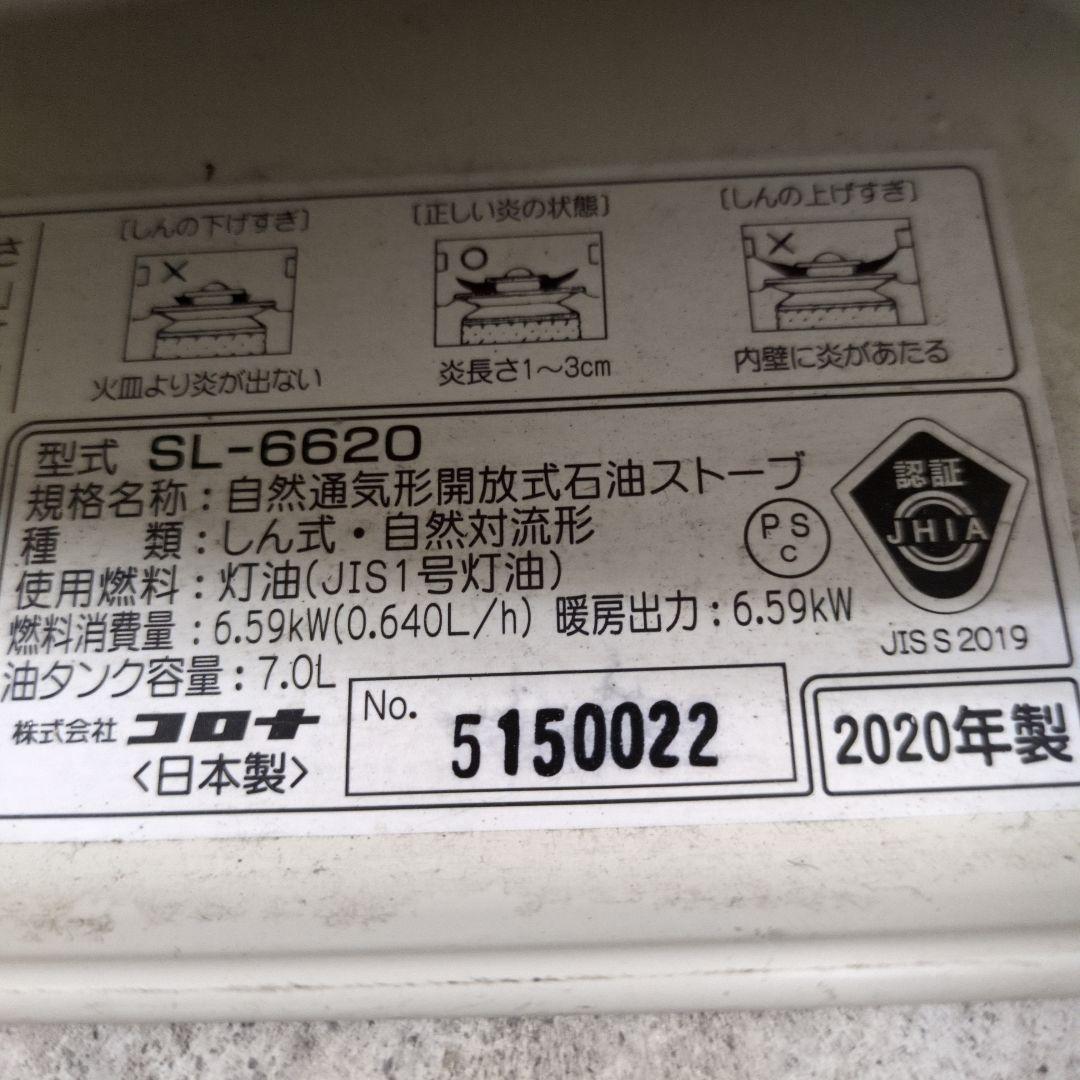 [しんの下げすぎ] [正しい炎の状態] [しんの上げすぎ]
火皿より炎が出ない 炎長さ1〜3cm 内壁に炎があたる
型式 SL-6620
規格名称:自然通気形開放式石油ストーブ
種 類:しん式・自然対流形
使用燃料:灯油(JIS1号灯油)
燃料消費量:6.59kW(0.640L/h) 暖房出力:6.59kW
油タンク容量:7.0L
PS
C
認証
JHIA
JIS S 2019
株式会社 コロナ
〈日本製〉
No. 5150022
2020年製